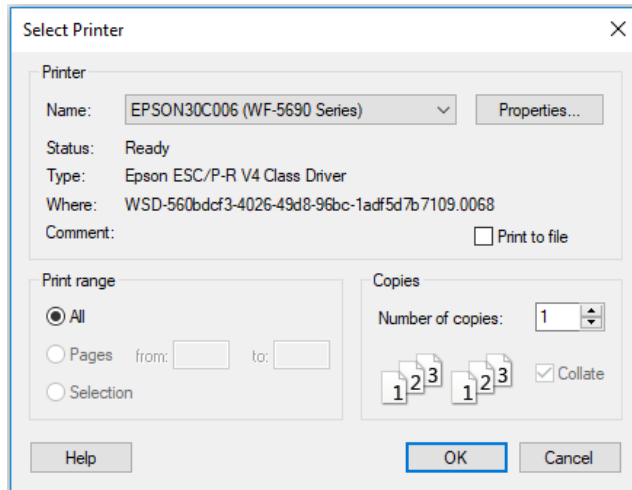 Select Printer
Printer
Name: EPSON30C006 (WF-5690 Series) Properties...
Status: Ready
Type: Epson ESC/P-R V4 Class Driver
Where: WSD-560bdcf3-4026-49d8-96bc-1adf5d7b7109.0068
Comment: Print to file
Print range
All
Pages from: to:
Selection
Copies
Number of copies: 1
1 2 3 1 2 3 Collate
Help OK Cancel